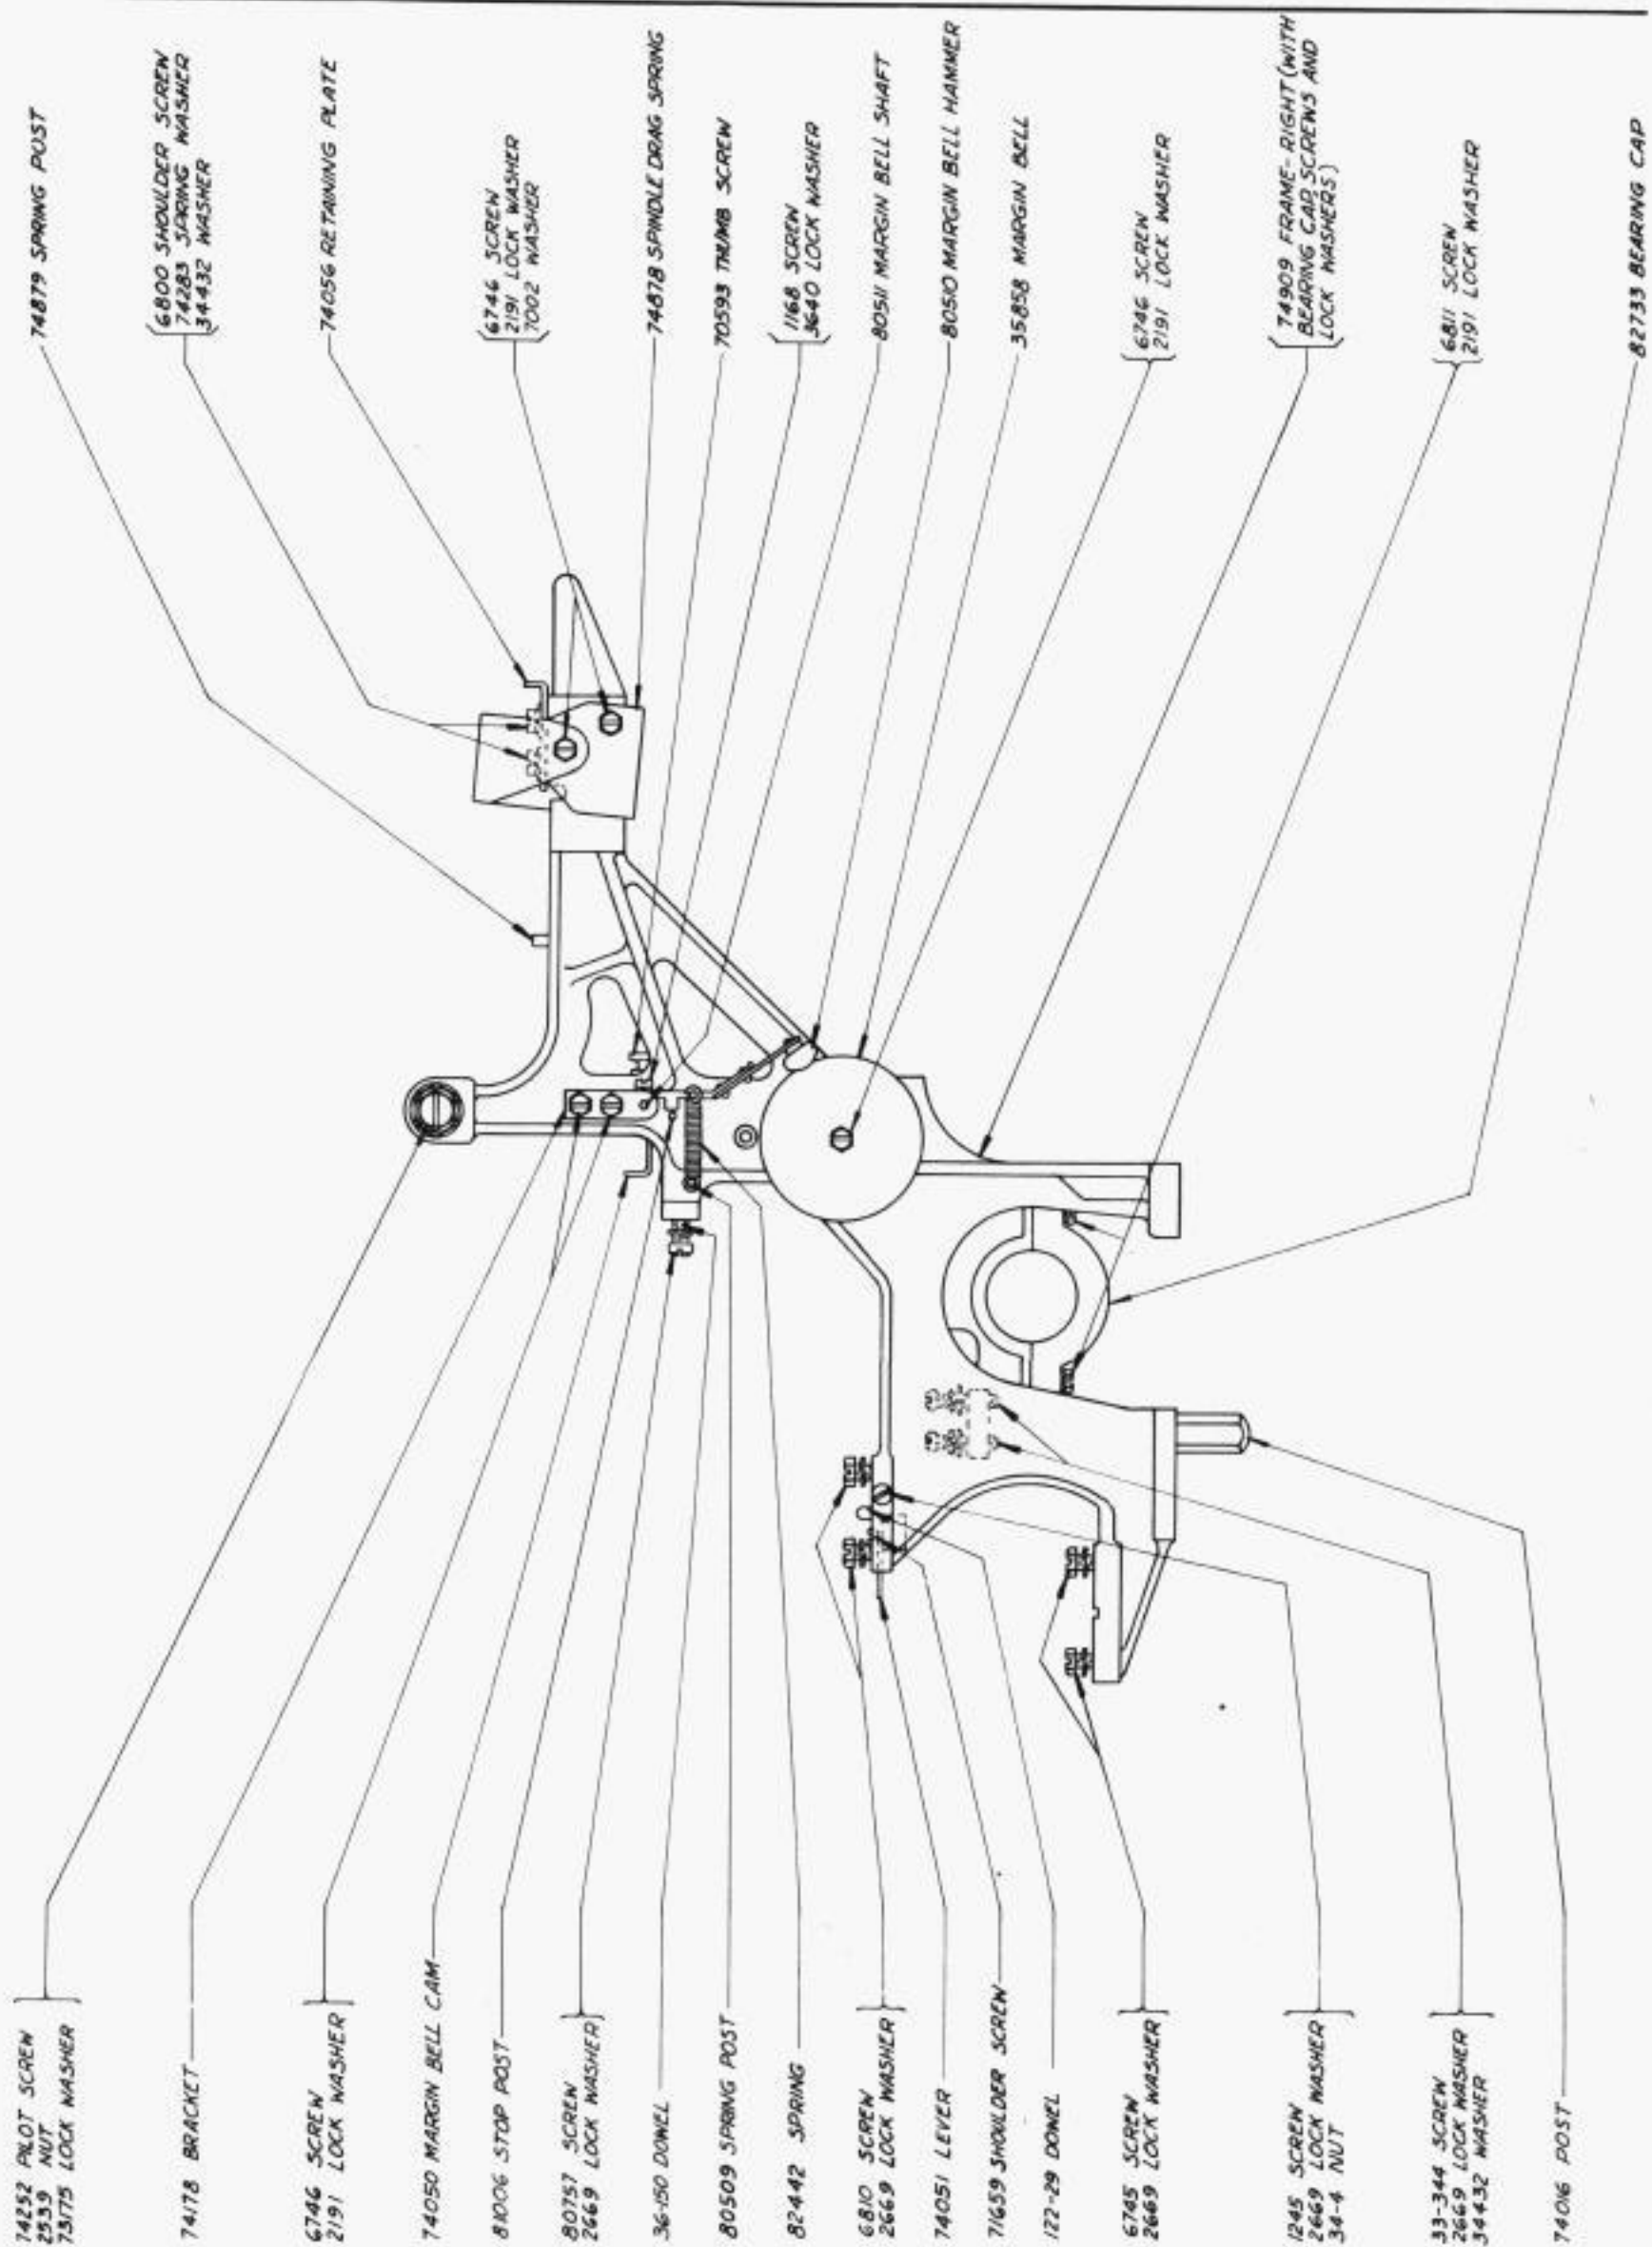 74879 SPRING POST
6800 SHOULDER SCREW
74283 SPRING WASHER
34432 WASHER
74056 RETAINING PLATE
6746 SCREW
2191 LOCK WASHER
7002 WASHER
74878 SPINDLE DRAG SPRING
70593 THUMB SCREW
1168 SCREW
3640 LOCK WASHER
80511 MARGIN BELL SHAFT
80510 MARGIN BELL HAMMER
35858 MARGIN BELL
6746 SCREW
2191 LOCK WASHER
74909 FRAME-RIGHT (WITH
BEARING CAP, SCREWS AND
LOCK WASHERS)
6811 SCREW
2191 LOCK WASHER
82733 BEARING CAP
74252 PILOT SCREW
2539 NUT
73175 LOCK WASHER
74178 BRACKET
6746 SCREW
2191 LOCK WASHER
74050 MARGIN BELL CAM
81006 STOP POST
80757 SCREW
2669 LOCK WASHER
36-150 DOWEL
80509 SPRING POST
82442 SPRING
6810 SCREW
2669 LOCK WASHER
74051 LEVER
71659 SHOULDER SCREW
122-29 DOWEL
6745 SCREW
2669 LOCK WASHER
1245 SCREW
2669 LOCK WASHER
34-4 NUT
33-344 SCREW
2669 LOCK WASHER
34432 WASHER
74016 POST